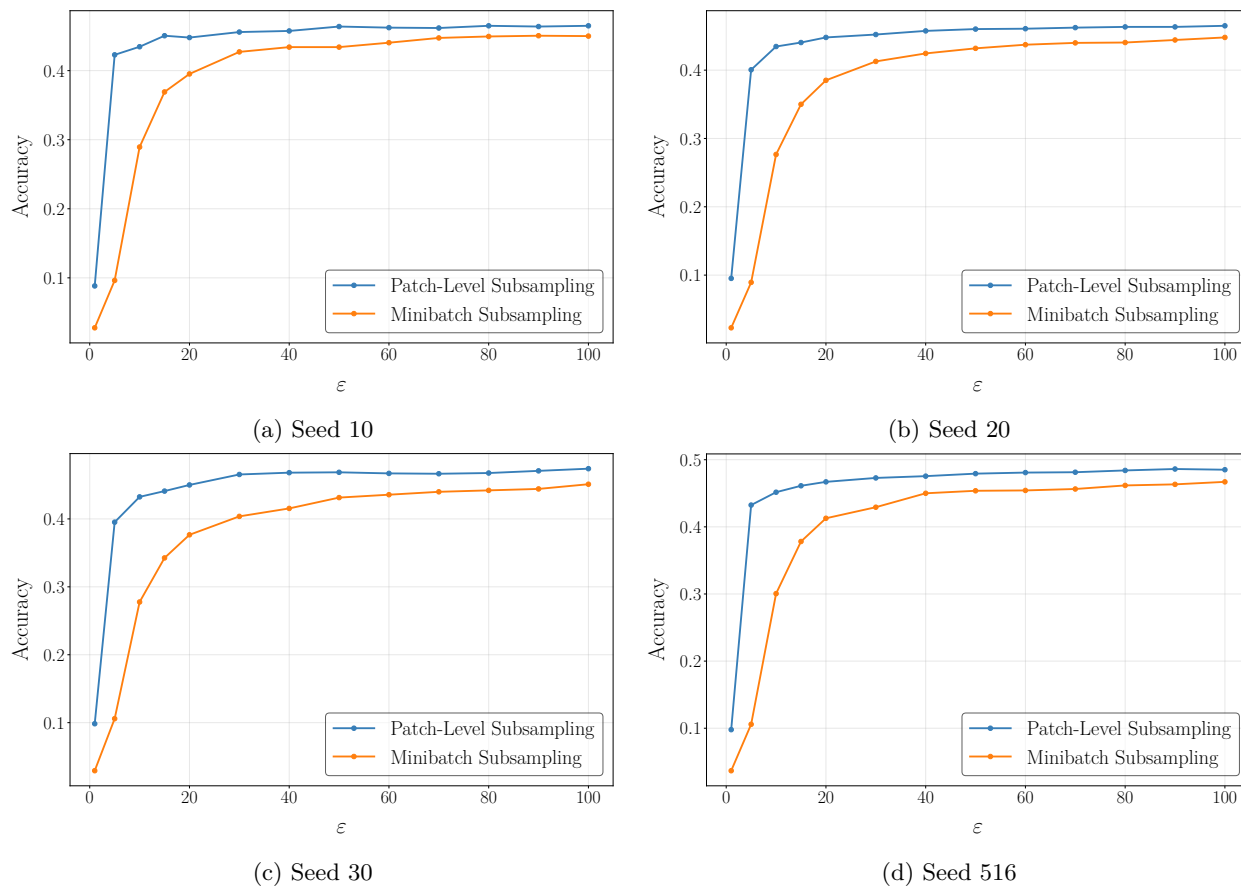 Accuracy
0.4
0.3
0.2
0.1
0 20 40 60 80 100
ε
Patch-Level Subsampling
Minibatch Subsampling
(a) Seed 10
Accuracy
0.4
0.3
0.2
0.1
0 20 40 60 80 100
ε
Patch-Level Subsampling
Minibatch Subsampling
(b) Seed 20
Accuracy
0.4
0.3
0.2
0.1
0 20 40 60 80 100
ε
Patch-Level Subsampling
Minibatch Subsampling
(c) Seed 30
Accuracy
0.5
0.4
0.3
0.2
0.1
0 20 40 60 80 100
ε
Patch-Level Subsampling
Minibatch Subsampling
(d) Seed 516